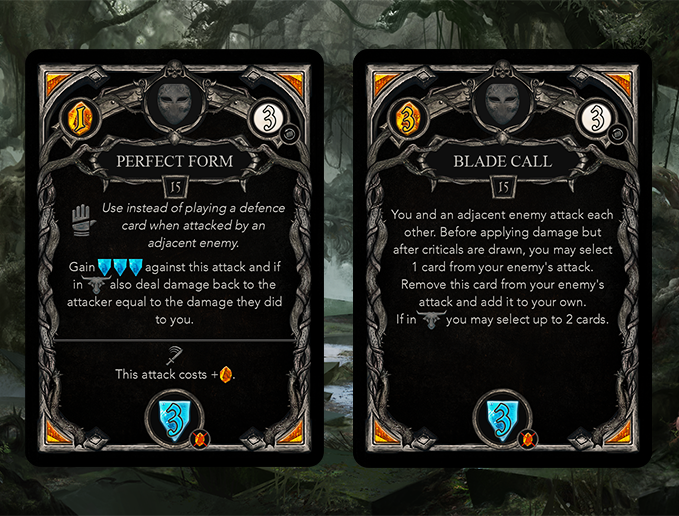 1
3
PERFECT FORM
15
Use instead of playing a defence
card when attacked by an
adjacent enemy.
Gain against this attack and if
in also deal damage back to the
attacker equal to the damage they did
to you.
This attack costs + .
3
3
3
BLADE CALL
15
You and an adjacent enemy attack each
other. Before applying damage but
after criticals are drawn, you may select
1 card from your enemy's attack.
Remove this card from your enemy's
attack and add it to your own.
If in you may select up to 2 cards.
3